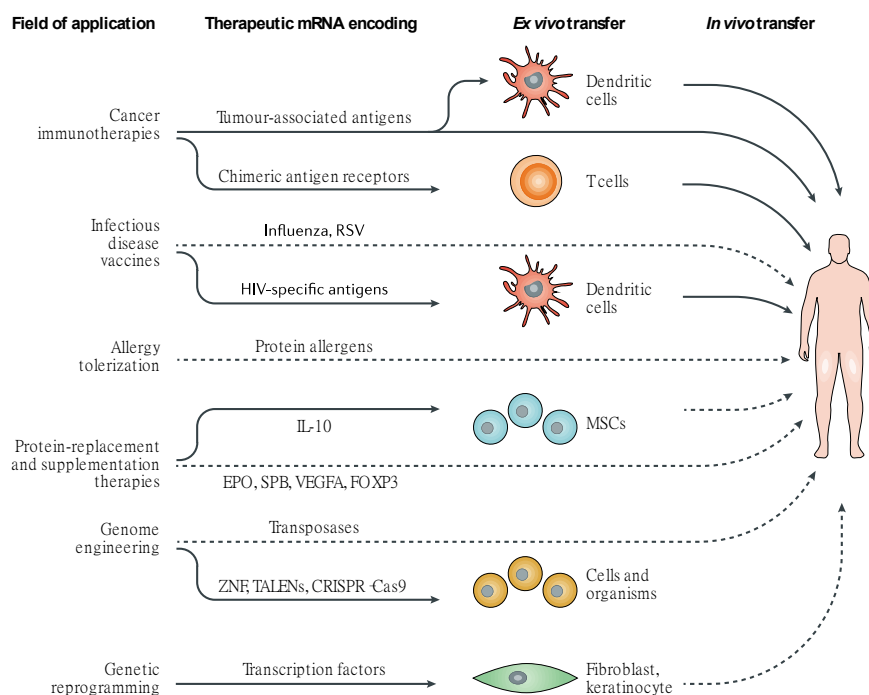 Field of application
Therapeutic mRNA encoding
Ex vivo transfer
In vivo transfer
Cancer
immunotherapies
Tumour-associated antigens
Dendritic
cells
Chimeric antigen receptors
T cells
Infectious
disease
vaccines
Influenza, RSV
HIV-specific antigens
Dendritic
cells
Allergy
tolerization
Protein allergens
Protein-replacement
and supplementation
therapies
IL-10
MSCs
EPO, SPB, VEGFA, FOXP3
Genome
engineering
Transposases
ZNF, TALENs, CRISPR-Cas9
Cells and
organisms
Genetic
reprogramming
Transcription factors
Fibroblast,
keratinocyte